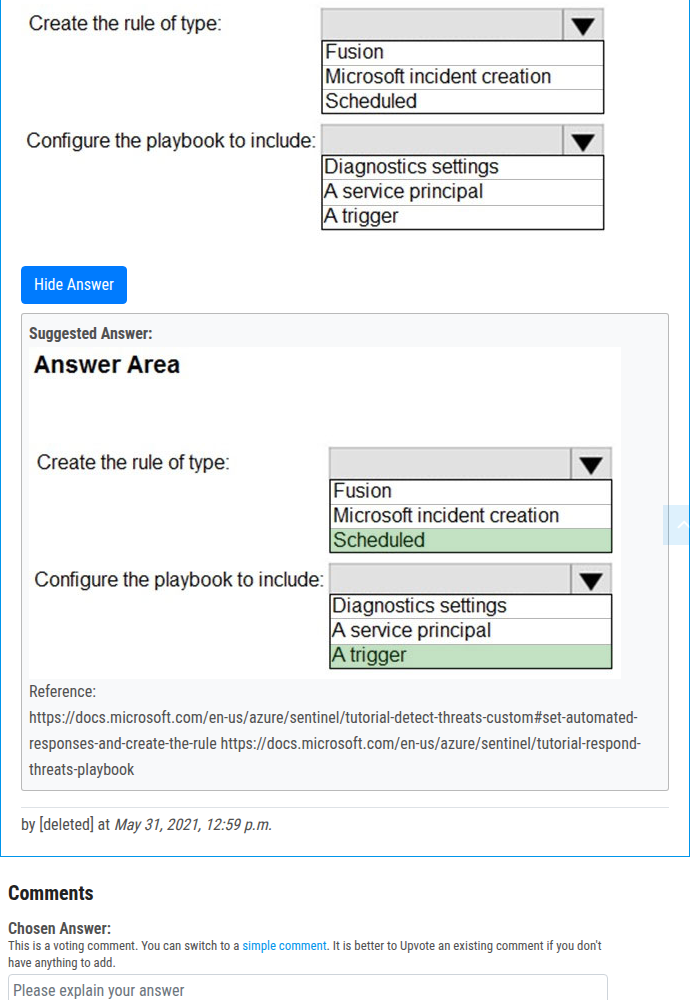 Create the rule of type:
Fusion
Microsoft incident creation
Scheduled
Configure the playbook to include:
Diagnostics settings
A service principal
A trigger
Hide Answer
Suggested Answer:
Answer Area
Create the rule of type:
Fusion
Microsoft incident creation
Scheduled
Configure the playbook to include:
Diagnostics settings
A service principal
A trigger
Reference:
https://docs.microsoft.com/en-us/azure/sentinel/tutorial-detect-threats-custom#set-automated-
responses-and-create-the-rule https://docs.microsoft.com/en-us/azure/sentinel/tutorial-respond-
threats-playbook
by [deleted] at May 31, 2021, 12:59 p.m.
Comments
Chosen Answer:
This is a voting comment. You can switch to a simple comment. It is better to Upvote an existing comment if you don't
have anything to add.
Please explain your answer